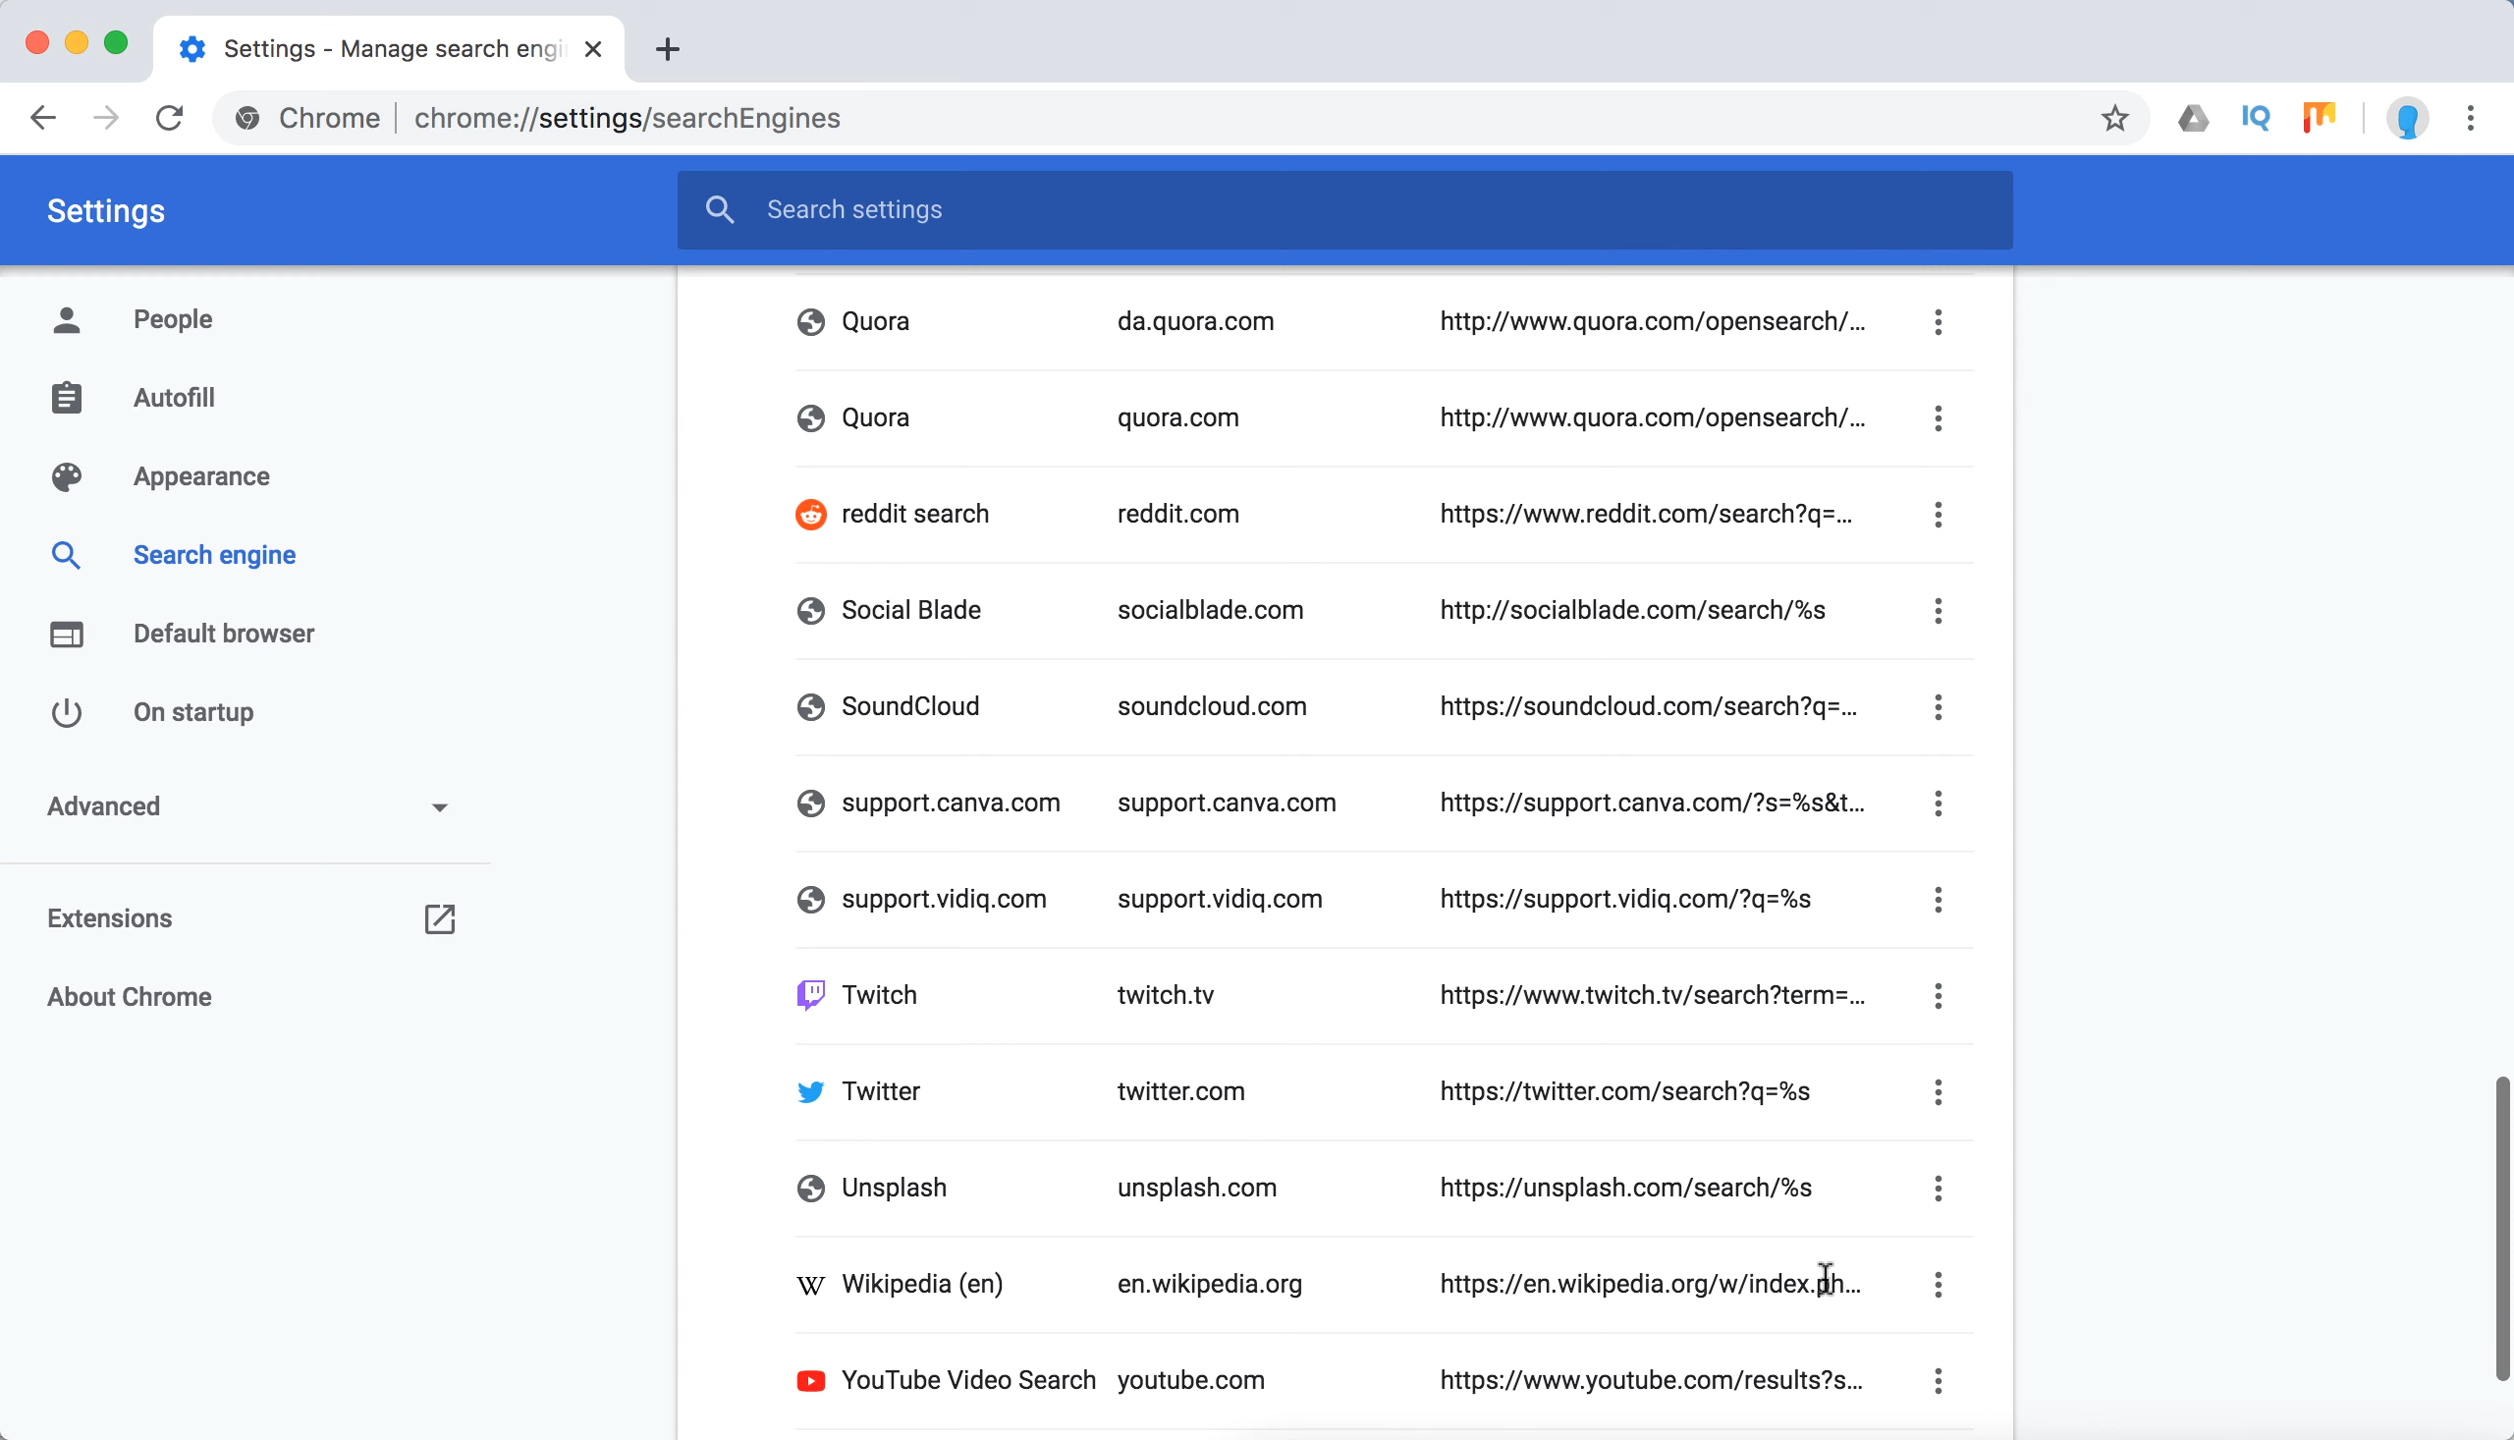 Settings - Manage search engi
Chrome | chrome://settings/searchEngines
IQ
Settings
Search settings
People
Autofill
Appearance
Search engine
Default browser
On startup
Advanced
Extensions
About Chrome
Quora da.quora.com http://www.quora.com/opensearch/...
Quora quora.com http://www.quora.com/opensearch/...
reddit search reddit.com https://www.reddit.com/search?q=...
Social Blade socialblade.com http://socialblade.com/search/%s
SoundCloud soundcloud.com https://soundcloud.com/search?q=...
support.canva.com support.canva.com https://support.canva.com/?s=%s&t...
support.vidiq.com support.vidiq.com https://support.vidiq.com/?q=%s
Twitch twitch.tv https://www.twitch.tv/search?term=...
Twitter twitter.com https://twitter.com/search?q=%s
Unsplash unsplash.com https://unsplash.com/search/%s
W Wikipedia (en) en.wikipedia.org https://en.wikipedia.org/w/index.ph...
YouTube Video Search youtube.com https://www.youtube.com/results?s...